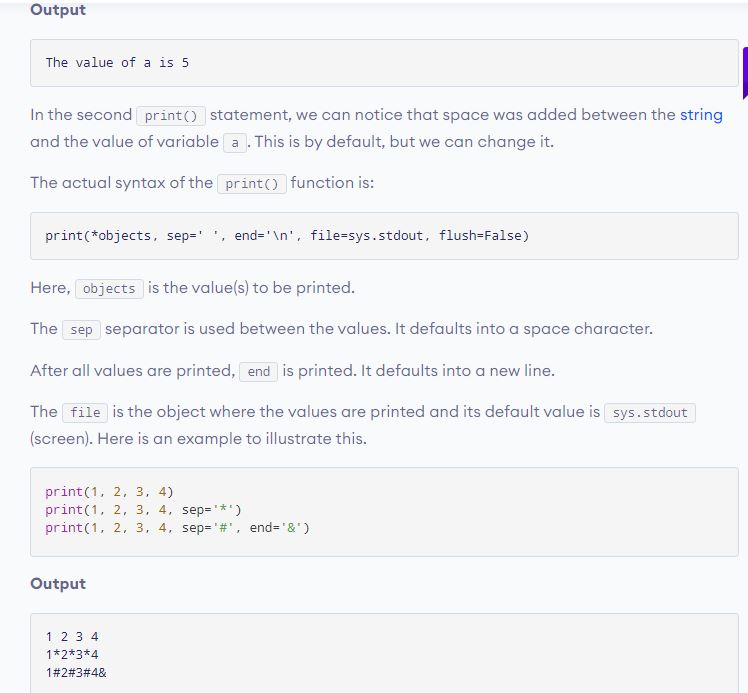 Output
The value of a is 5
In the second print() statement, we can notice that space was added between the string
and the value of variable a . This is by default, but we can change it.
The actual syntax of the print() function is:
print(*objects, sep=' ', end='\n', file=sys.stdout, flush=False)
Here, objects is the value(s) to be printed.
The sep separator is used between the values. It defaults into a space character.
After all values are printed, end is printed. It defaults into a new line.
The file is the object where the values are printed and its default value is sys.stdout
(screen). Here is an example to illustrate this.
print(1, 2, 3, 4)
print(1, 2, 3, 4, sep='*')
print(1, 2, 3, 4, sep='#', end='&')
Output
1 2 3 4
1*2*3*4
1#2#3#4&